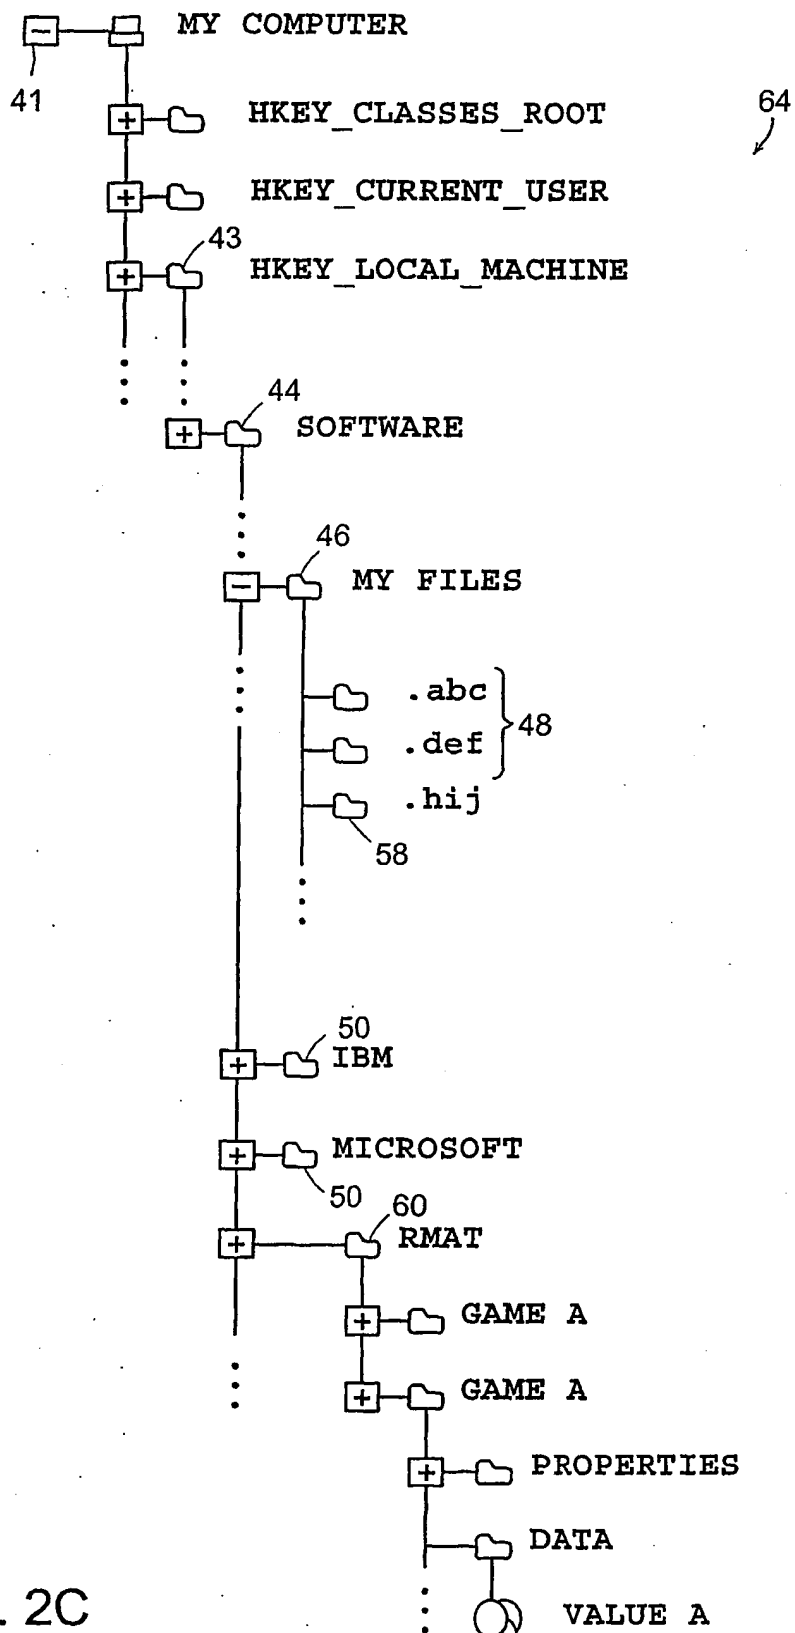 MY COMPUTER
41
HKEY_CLASSES_ROOT
64
HKEY_CURRENT_USER
43
HKEY_LOCAL_MACHINE
44
SOFTWARE
46
MY FILES
.abc
48
.def
.hij
58
50
IBM
MICROSOFT
50
60
RMAT
GAME A
GAME A
PROPERTIES
DATA
. 2C
VALUE A